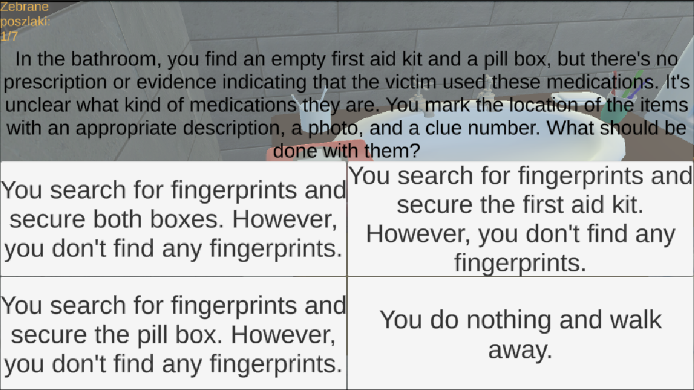 Zebrane
poszlaki:
1/7
In the bathroom, you find an empty first aid kit and a pill box, but there's no
prescription or evidence indicating that the victim used these medications. It's
unclear what kind of medications they are. You mark the location of the items
with an appropriate description, a photo, and a clue number. What should be
done with them?
You search for fingerprints and
secure both boxes. However,
you don't find any fingerprints.
You search for fingerprints and
secure the first aid kit.
However, you don't find any
fingerprints.
You search for fingerprints and
secure the pill box. However,
you don't find any fingerprints.
You do nothing and walk
away.